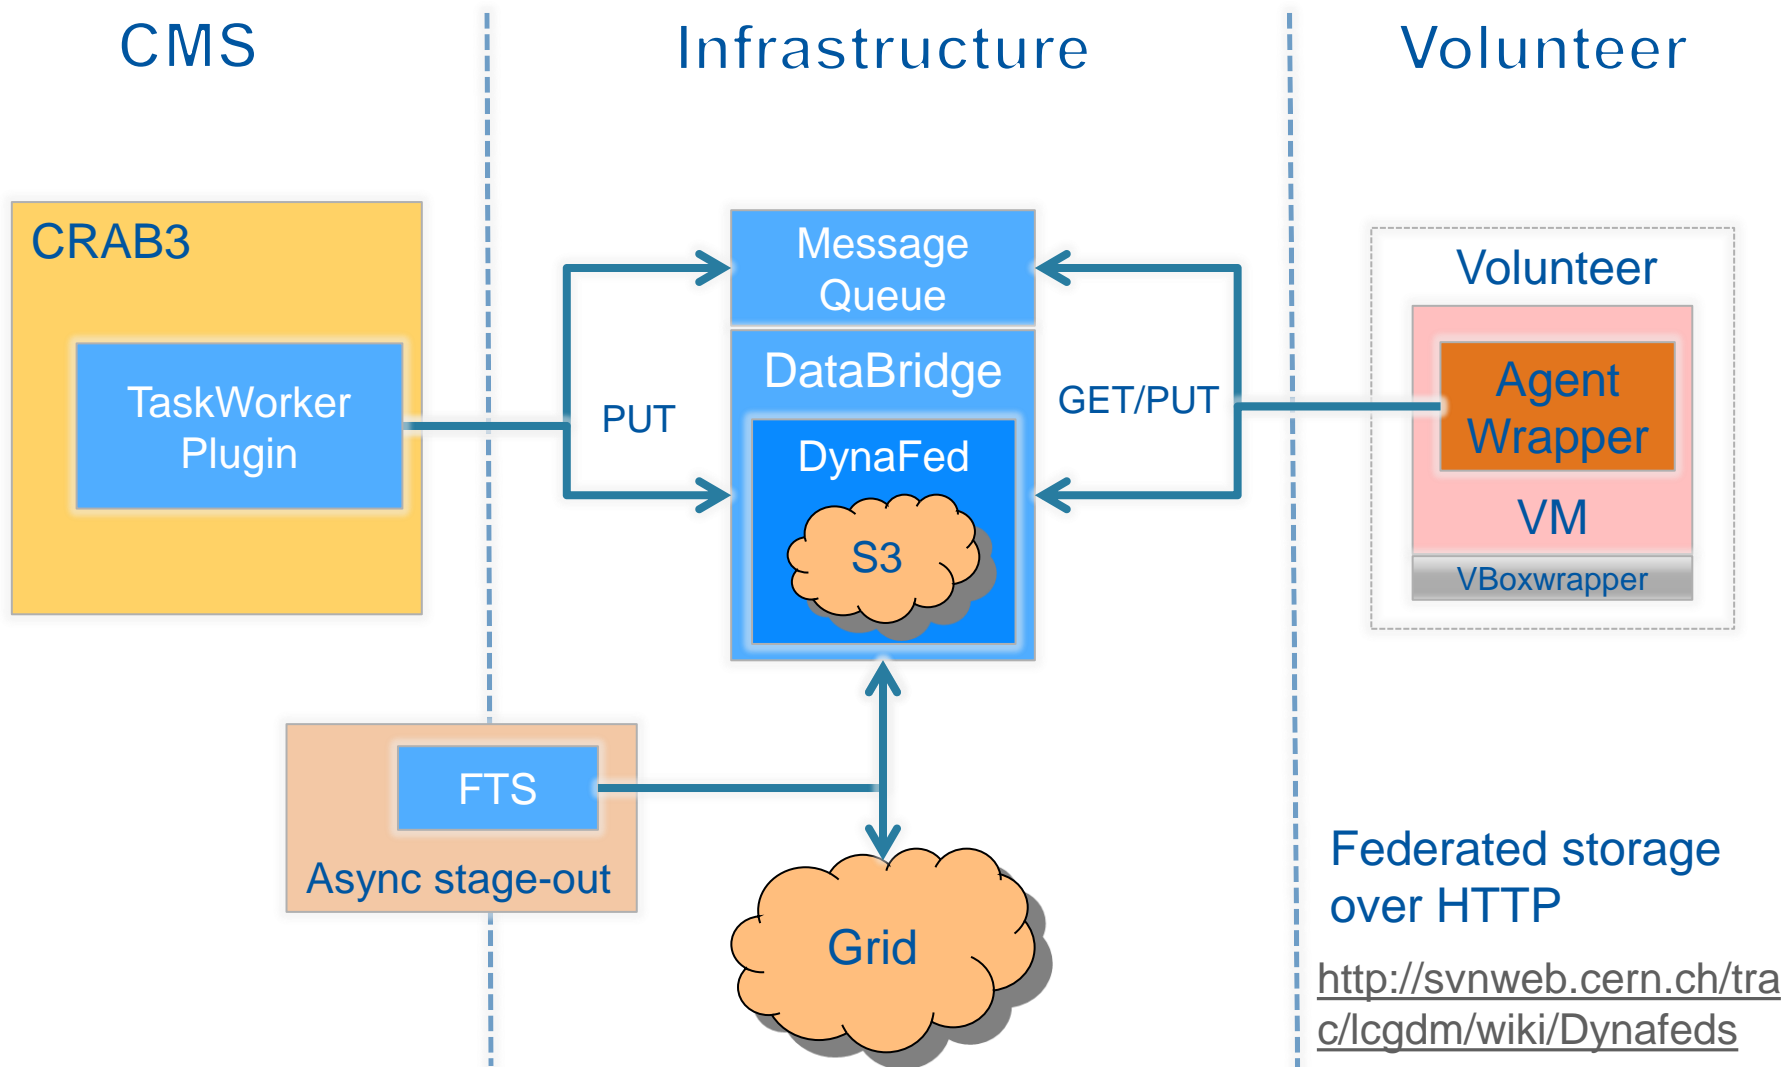 CMS
Infrastructure
Volunteer
CRAB3
TaskWorker
Plugin
PUT
Message
Queue
DataBridge
DynaFed
S3
GET/PUT
Volunteer
Agent
Wrapper
VM
VBoxwrapper
FTS
Async stage-out
Grid
Federated storage
over HTTP
http://svnweb.cern.ch/tra
c/lcgdm/wiki/Dynafeds